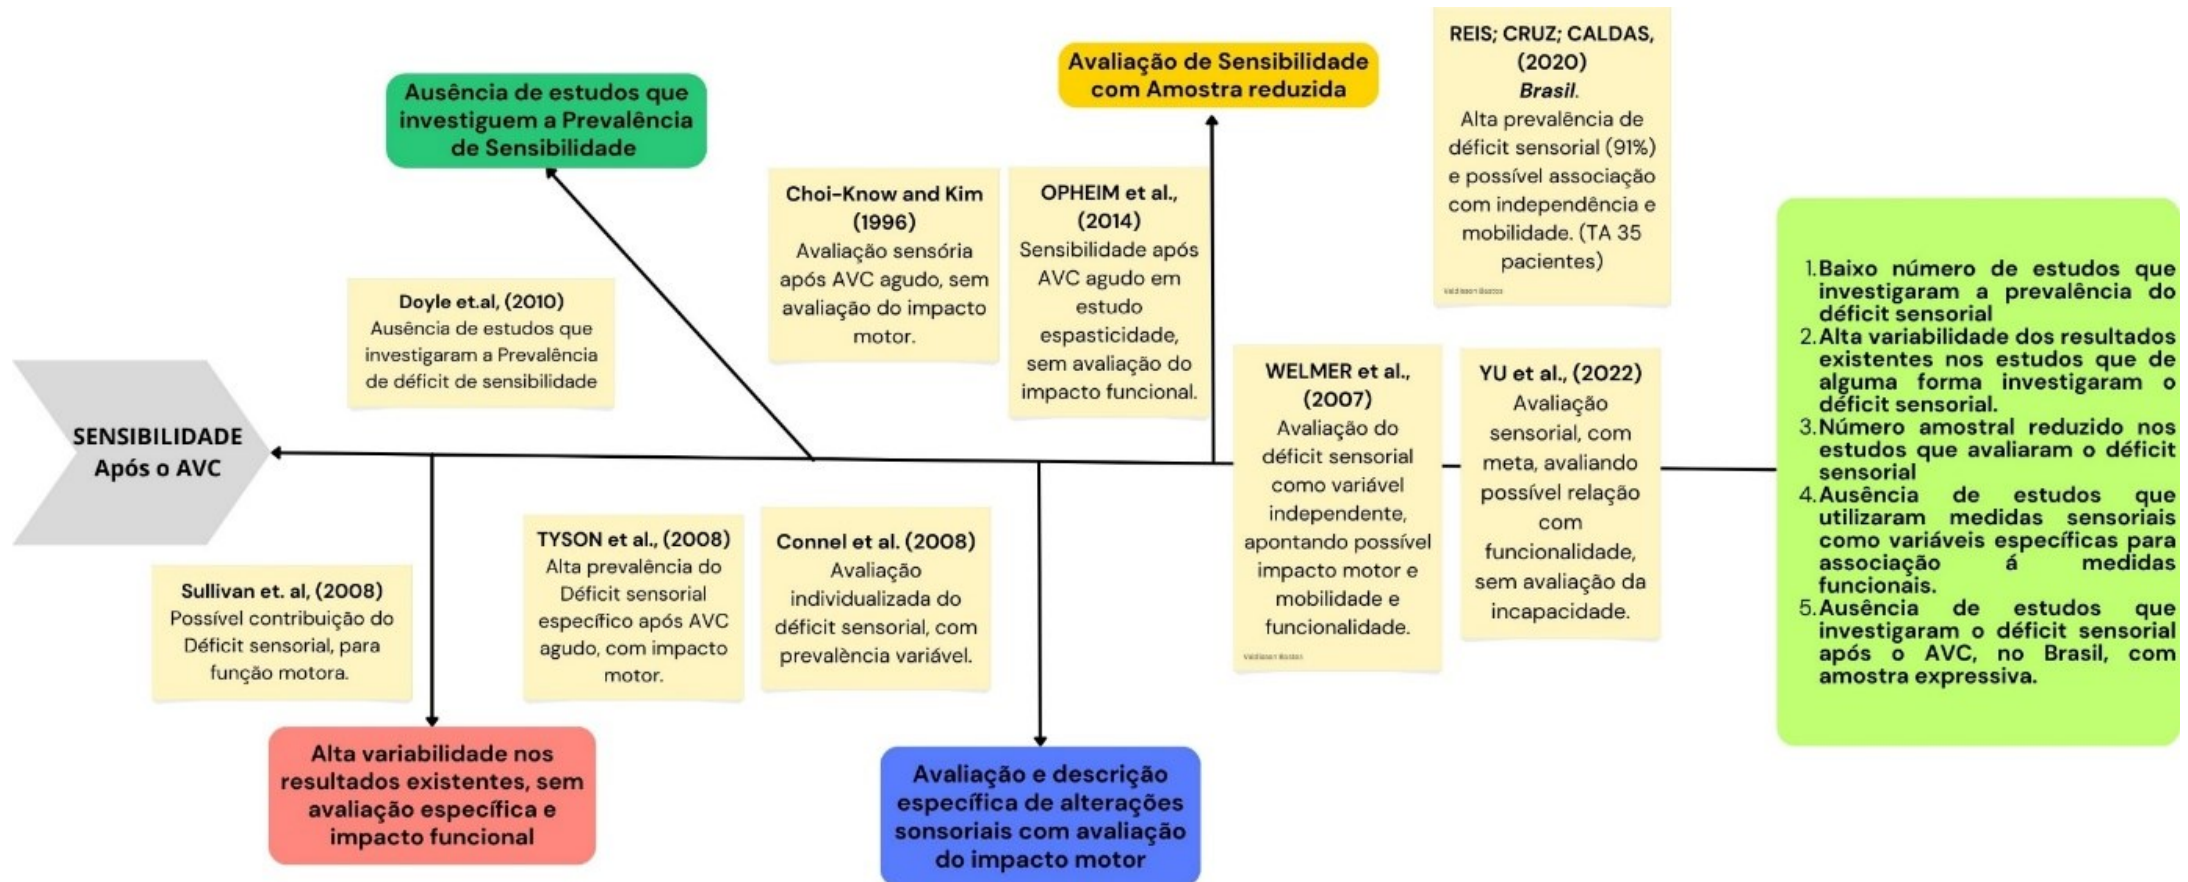 SENSIBILIDADE
Após o AVC
Ausência de estudos que
investiguem a Prevalência
de Sensibilidade
Doyle et.al, (2010)
Ausência de estudos que
investigaram a Prevalência
de déficit de sensibilidade
Sullivan et. al, (2008)
Possível contribuição do
Déficit sensorial, para
função motora.
Alta variabilidade nos
resultados existentes, sem
avaliação específica e
impacto funcional
TYSON et al., (2008)
Alta prevalência do
Déficit sensorial
específico após AVC
agudo, com impacto
motor.
Connel et al. (2008)
Avaliação
individualizada do
déficit sensorial, com
prevalència variável.
Choi-Know and Kim
(1996)
Avaliação sensória
após AVC agudo, sem
avaliação do impacto
motor.
OPHEIM et al.,
(2014)
Sensibilidade após
AVC agudo em
estudo
espasticidade,
sem avaliação do
impacto funcional.
Avaliação de Sensibilidade
com Amostra reduzida
Avaliação e descrição
específica de alterações
sonsoriais com avaliação
do impacto motor
REIS; CRUZ; CALDAS,
(2020)
Brasil.
Alta prevalência de
déficit sensorial (91%)
e possível associação
com independência e
mobilidade. (TA 35
pacientes)
Valdisson Bastos
WELMER et al.,
(2007)
Avaliação do
déficit sensorial
como variável
independente,
apontando possível
impacto motor e
mobilidade e
funcionalidade.
Valdisson Bastos
YU et al., (2022)
Avaliação
sensorial, com
meta, avaliando
possível relação
com
funcionalidade,
sem avaliação da
incapacidade.
1. Baixo número de estudos que
investigaram a prevalência do
déficit sensorial
2. Alta variabilidade dos resultados
existentes nos estudos que de
alguma forma investigaram o
déficit sensorial.
3. Número amostral reduzido nos
estudos que avaliaram o déficit
sensorial
4. Ausência de estudos que
utilizaram medidas sensoriais
como variáveis específicas para
associação á medidas
funcionais.
5. Ausência de estudos que
investigaram o déficit sensorial
após o AVC, no Brasil, com
amostra expressiva.